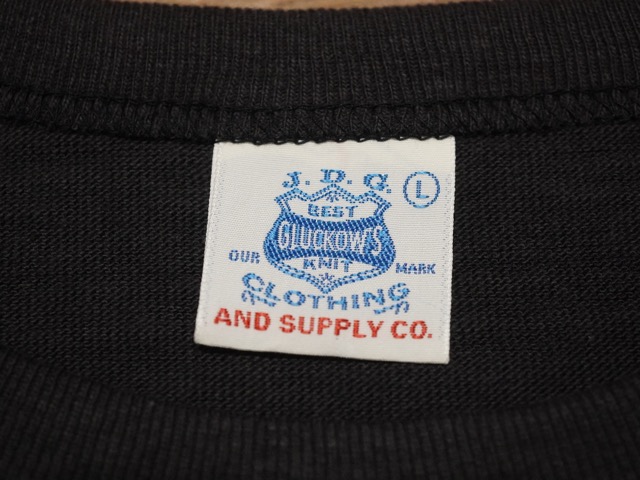 J. D. G. L
BEST
GLUCKOW'S
OUR KNIT MARK
CLOTHING
AND SUPPLY CO.